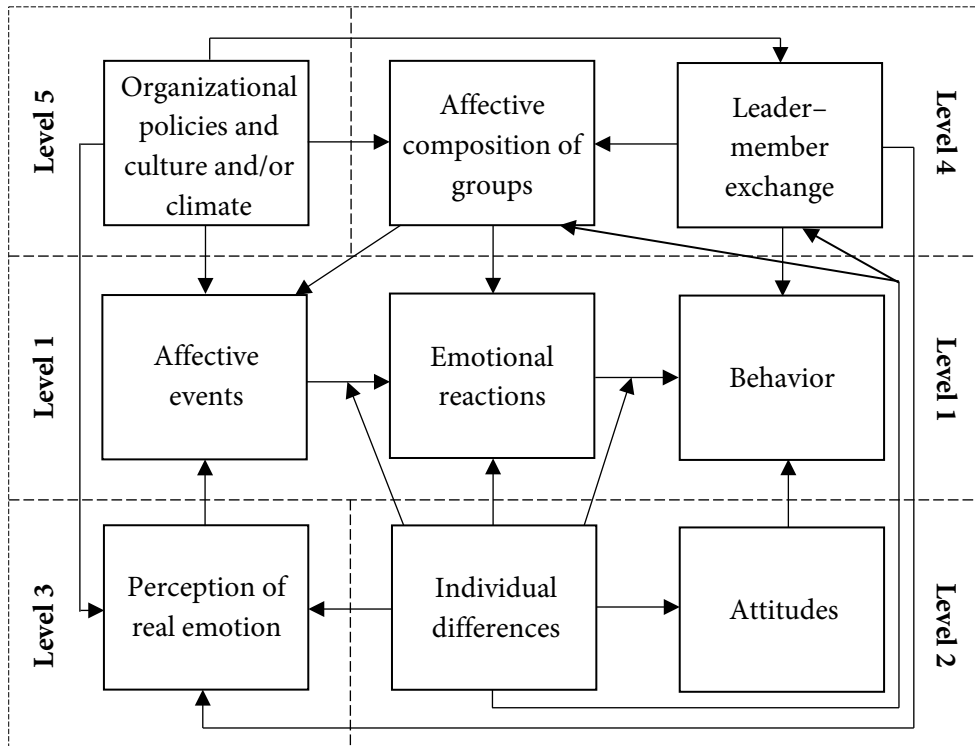 Level 5
Organizational
policies and
culture and/or
climate
Affective
composition of
groups
Leader–
member
exchange
Level 4
Level 1
Affective
events
Emotional
reactions
Behavior
Level 1
Level 3
Perception of
real emotion
Individual
differences
Attitudes
Level 2